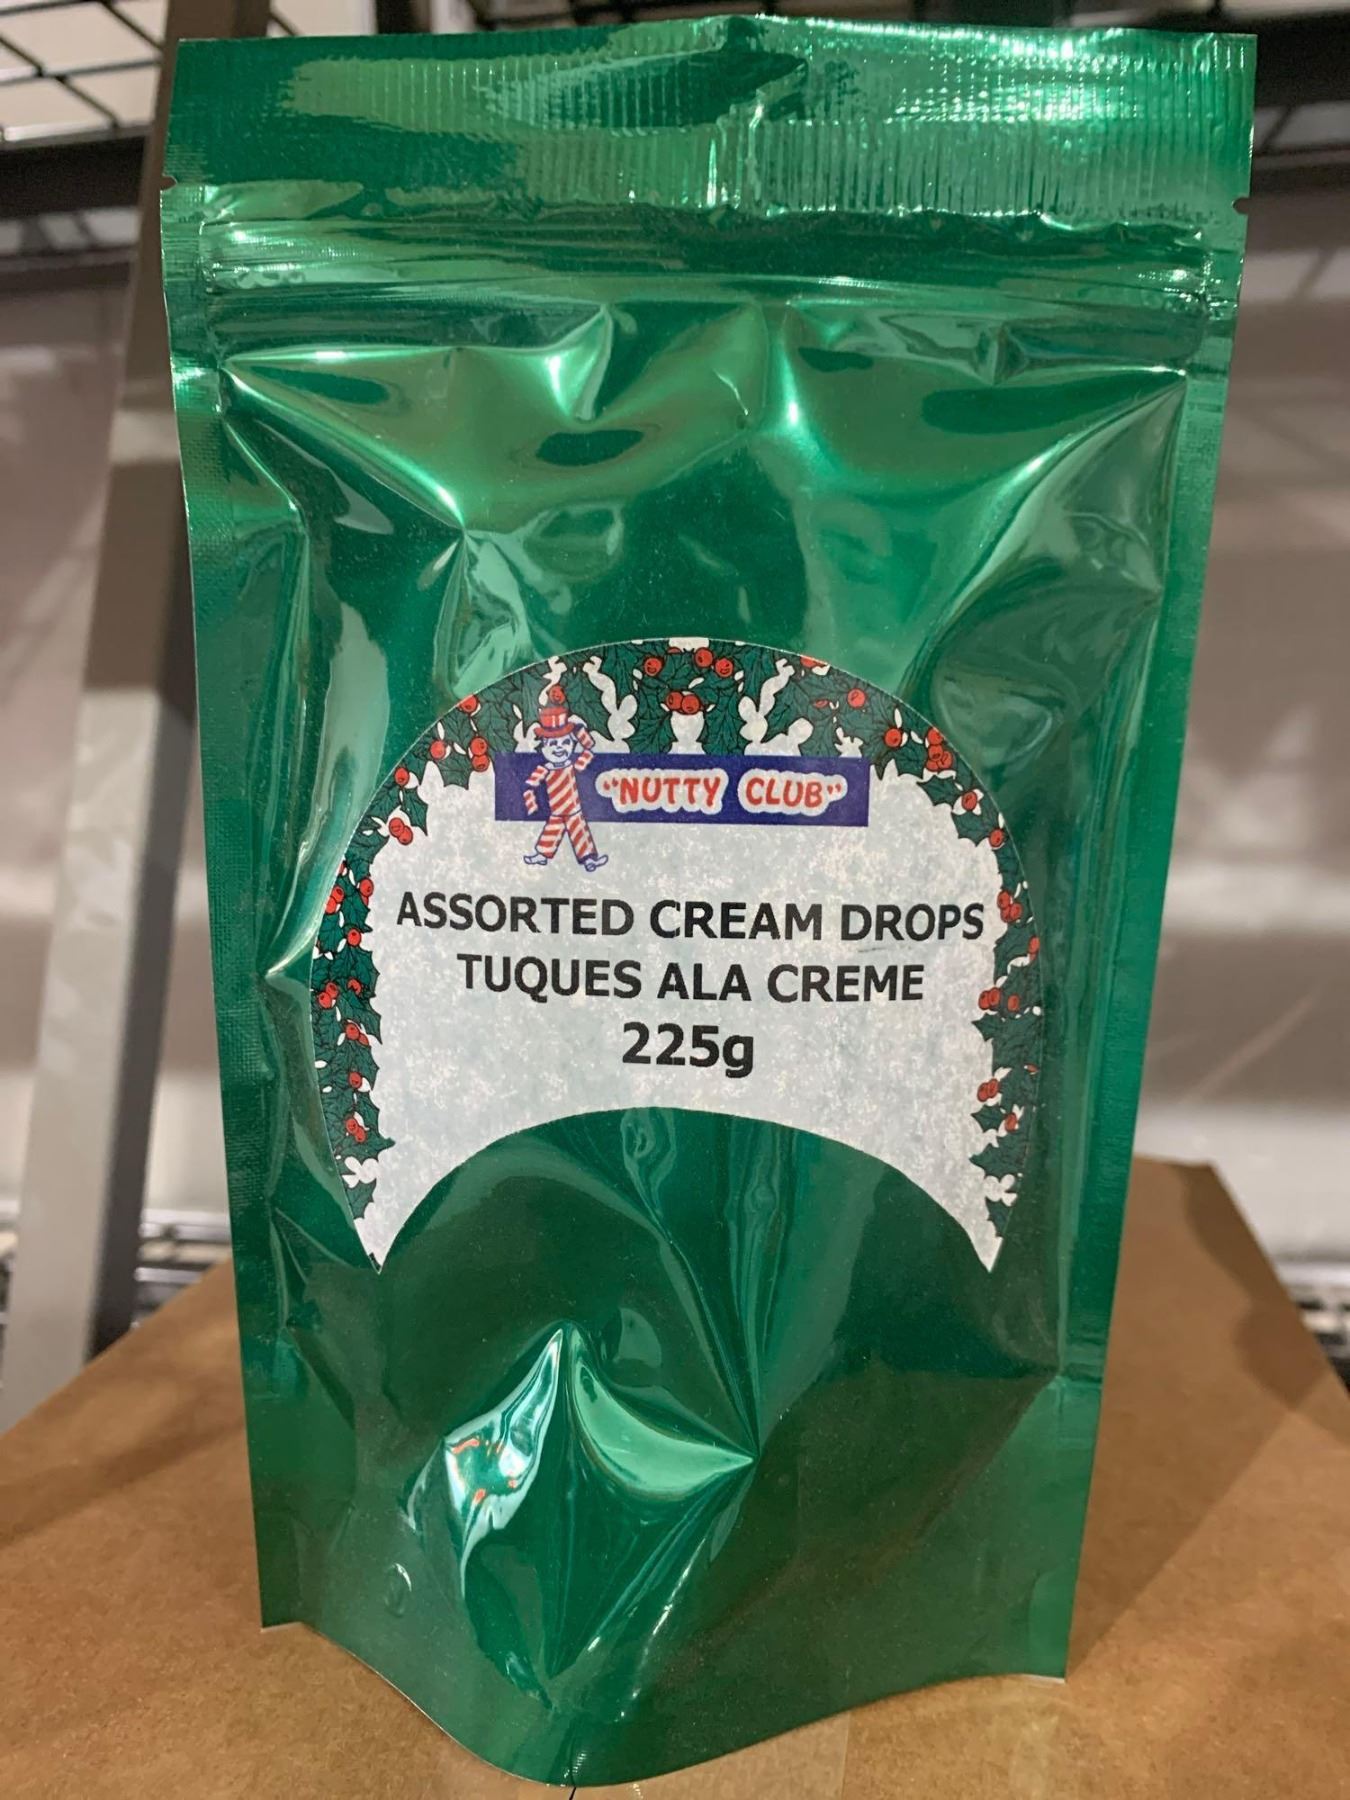 "NUTTY CLUB"
ASSORTED CREAM DROPS
TUQUES ALA CREME
225g